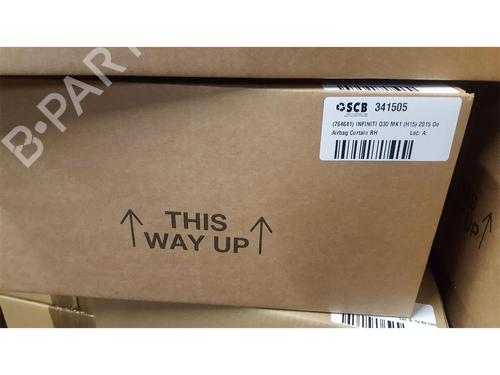 B-PARTS
SCB 341505
(764641) INFINITI Q30 MK1 (H15) 2015 On
Airbag Curtain RH Loc: A:
THIS
WAY UP